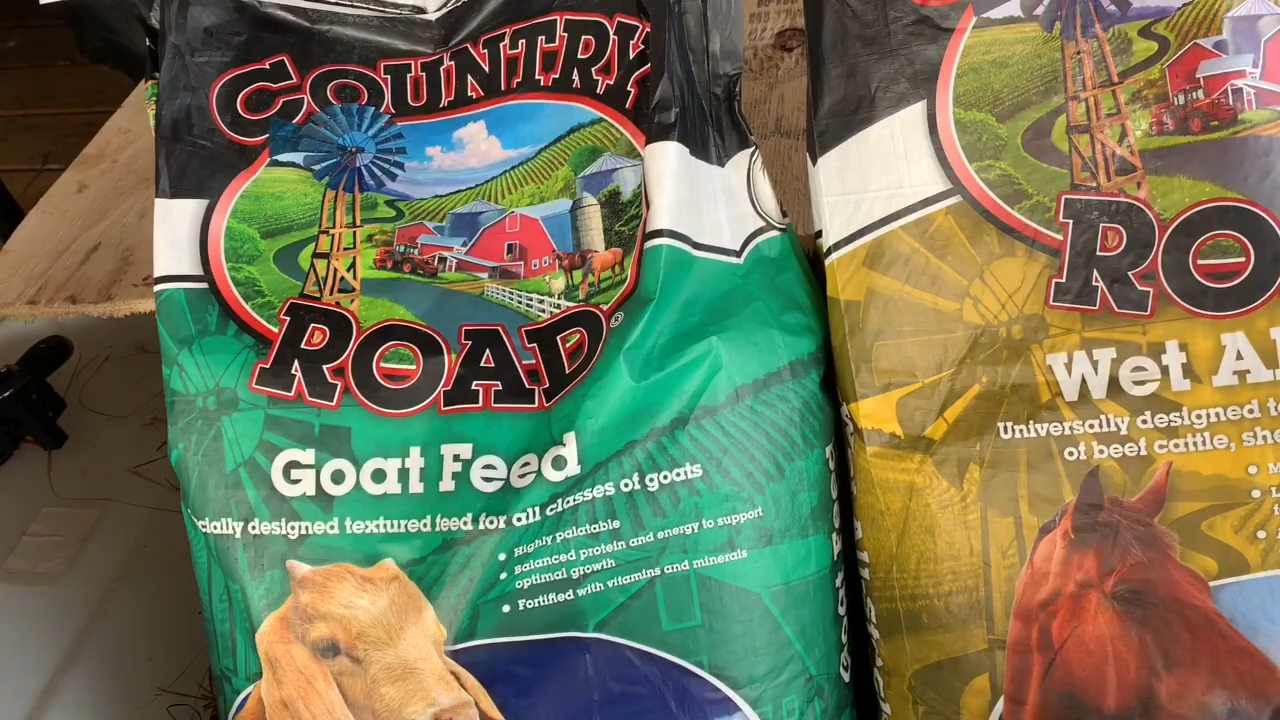 COUNTRY
ROAD®
Goat Feed
cially designed textured feed for all classes of goats
• Highly palatable
• Balanced protein and energy to support
• optimal growth
• Fortified with vitamins and minerals
Goat Feed
RO
Wet Al
Universally designed t
of beef cattle, sh